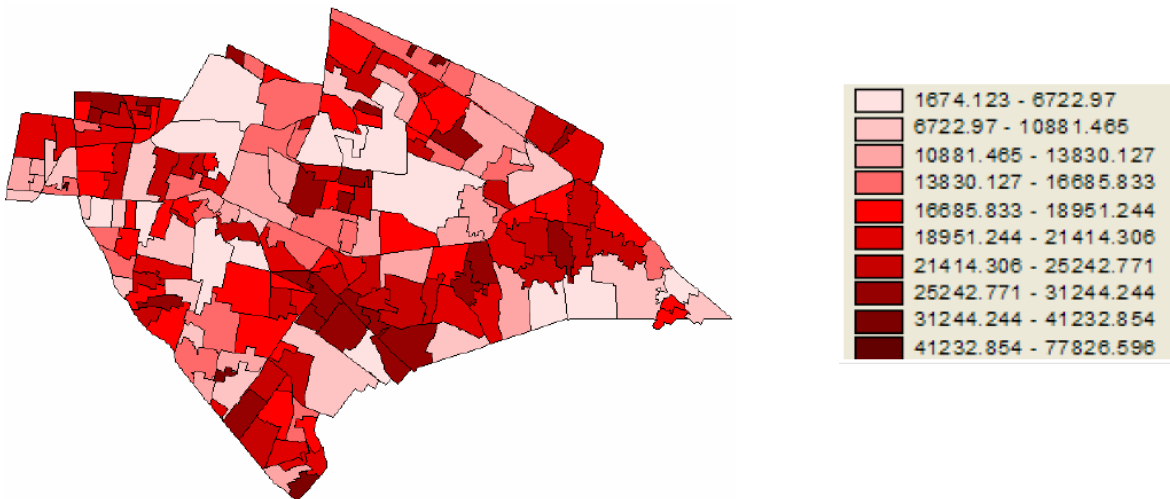 1674.123 - 6722.97
6722.97 - 10881.465
10881.465 - 13830.127
13830.127 - 16685.833
16685.833 - 18951.244
18951.244 - 21414.306
21414.306 - 25242.771
25242.771 - 31244.244
31244.244 - 41232.854
41232.854 - 77826.596